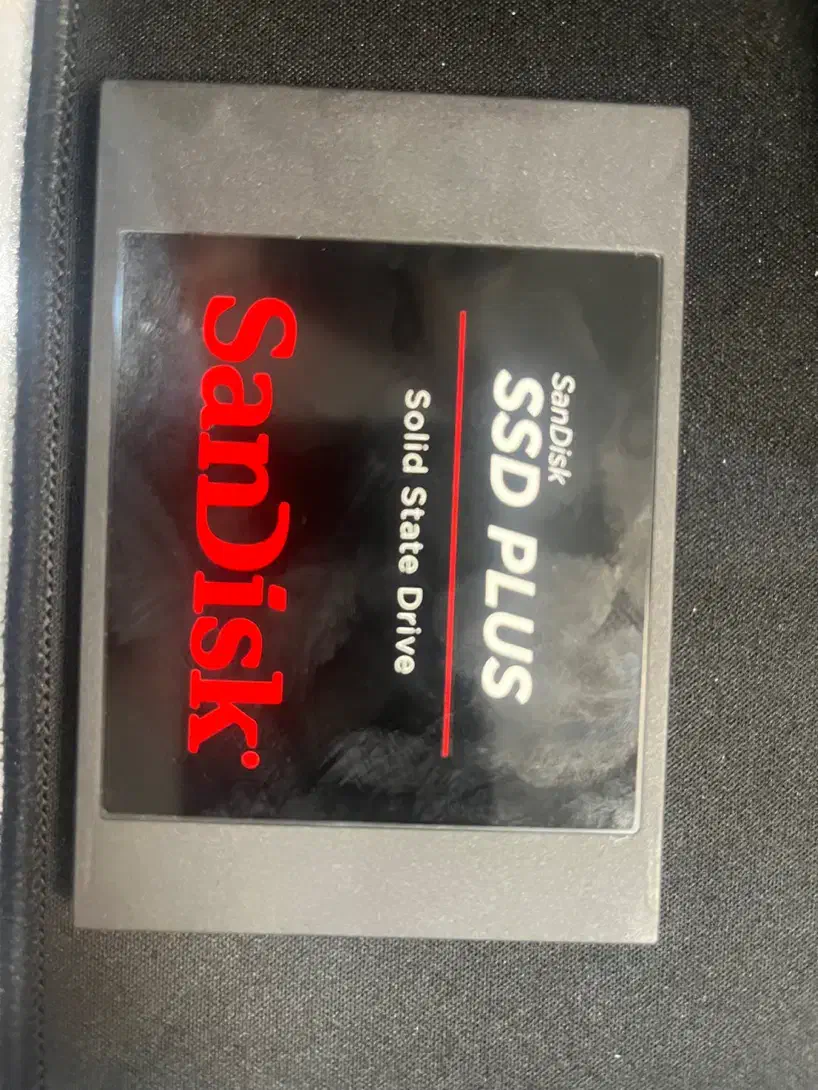 SanDisk
SSD PLUS
Solid State Drive
SanDisk